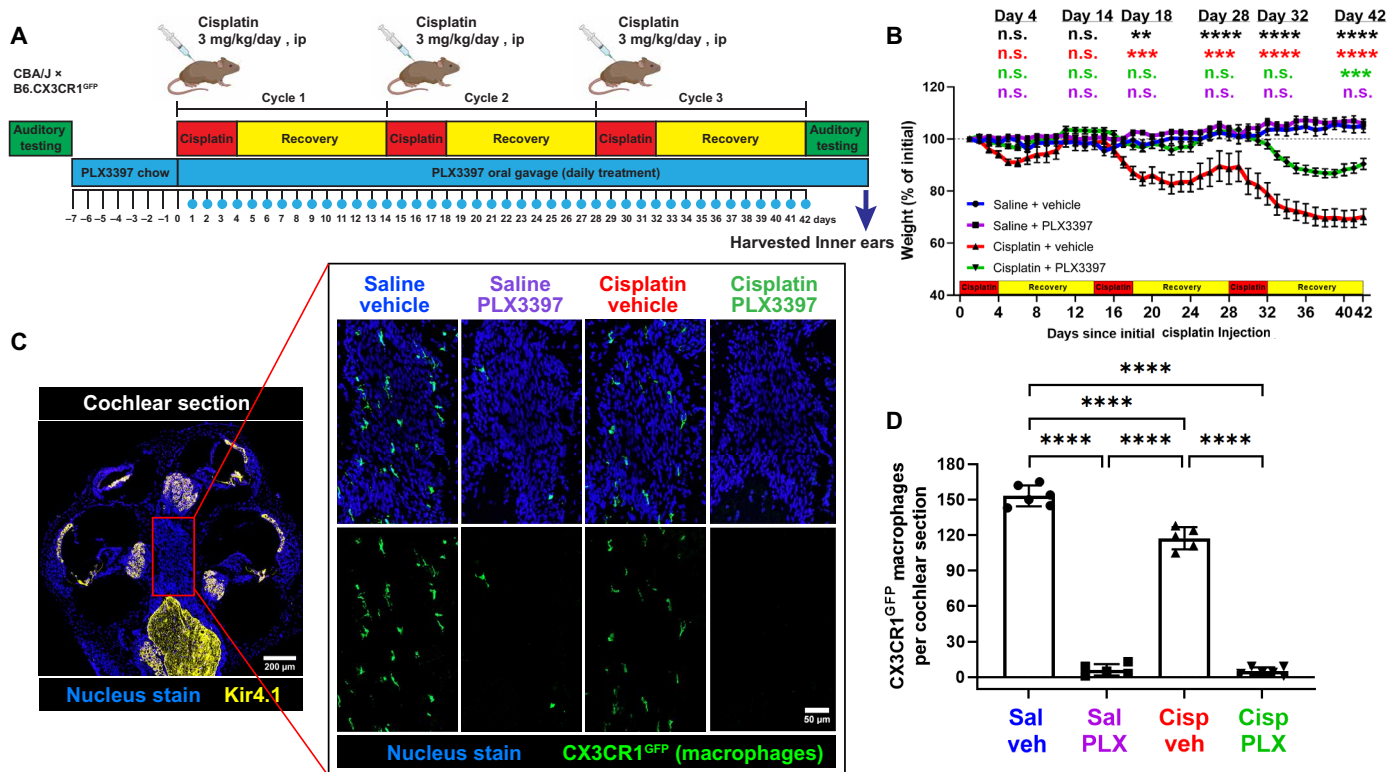 A
CBA/J ×
B6.CX3CR1GFP
Cisplatin
3 mg/kg/day , ip
Cisplatin
3 mg/kg/day , ip
Cisplatin
3 mg/kg/day , ip
Cycle 1
Cycle 2
Cycle 3
Auditory
testing
Cisplatin
Recovery
Cisplatin
Recovery
Cisplatin
Recovery
Auditory
testing
PLX3397 chow
PLX3397 oral gavage (daily treatment)
–7 –6 –5 –4 –3 –2 –1 0 1 2 3 4 5 6 7 8 9 10 11 12 13 14 15 16 17 18 19 20 21 22 23 24 25 26 27 28 29 30 31 32 33 34 35 36 37 38 39 40 41 42 days
Harvested Inner ears
B
Day 4 Day 14 Day 18 Day 28 Day 32 Day 42
n.s. n.s. ** **** **** ****
n.s. n.s. *** *** **** ****
n.s. n.s. n.s. n.s. n.s. ***
n.s. n.s. n.s. n.s. n.s. n.s.
Weight (% of initial)
120
100
80
60
40
Saline + vehicle
Saline + PLX3397
Cisplatin + vehicle
Cisplatin + PLX3397
Cisplatin Recovery Cisplatin Recovery Cisplatin Recovery
0 4 8 12 16 20 24 28 32 36 40 42
Days since initial cisplatin Injection
C
Cochlear section
200 µm
Nucleus stain Kir4.1
Saline
vehicle
Saline
PLX3397
Cisplatin
vehicle
Cisplatin
PLX3397
50 µm
Nucleus stain CX3CR1GFP (macrophages)
D
****
****
**** **** ****
CX3CR1GFP macrophages
per cochlear section
180
150
120
90
60
30
0
Sal
veh
Sal
PLX
Cisp
veh
Cisp
PLX